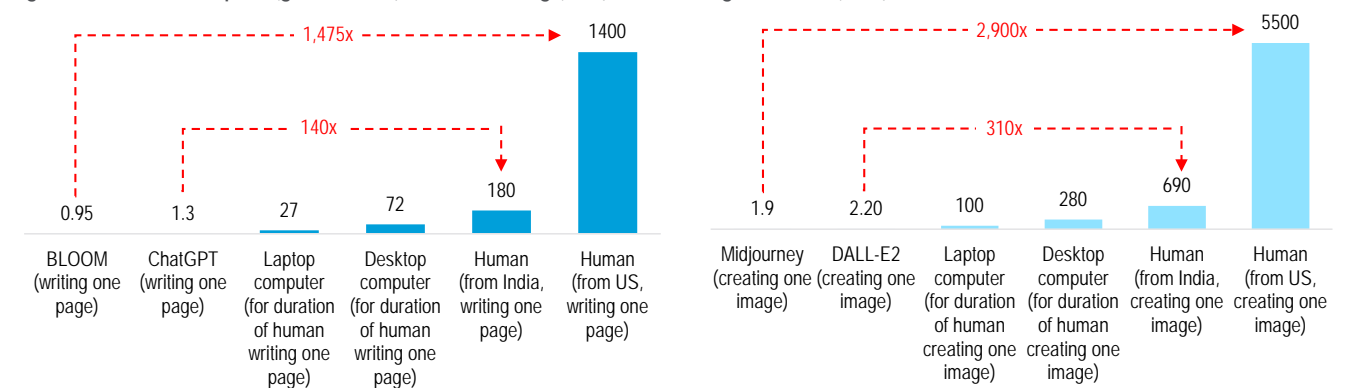 1,475x
1400
140x
0.95
1.3
27
72
180
BLOOM
(writing one
page)
ChatGPT
(writing one
page)
Laptop
computer
(for duration
of human
writing one
page)
Desktop
computer
(for duration
of human
writing one
page)
Human
(from India,
writing one
page)
Human
(from US,
writing one
page)
2,900x
5500
310x
1.9
2.20
100
280
690
Midjourney
(creating one
image)
DALL-E2
(creating one
image)
Laptop
computer
(for duration
of human
creating one
image)
Desktop
computer
(for duration
of human
creating one
image)
Human
(from India,
creating one
image)
Human
(from US,
creating one
image)